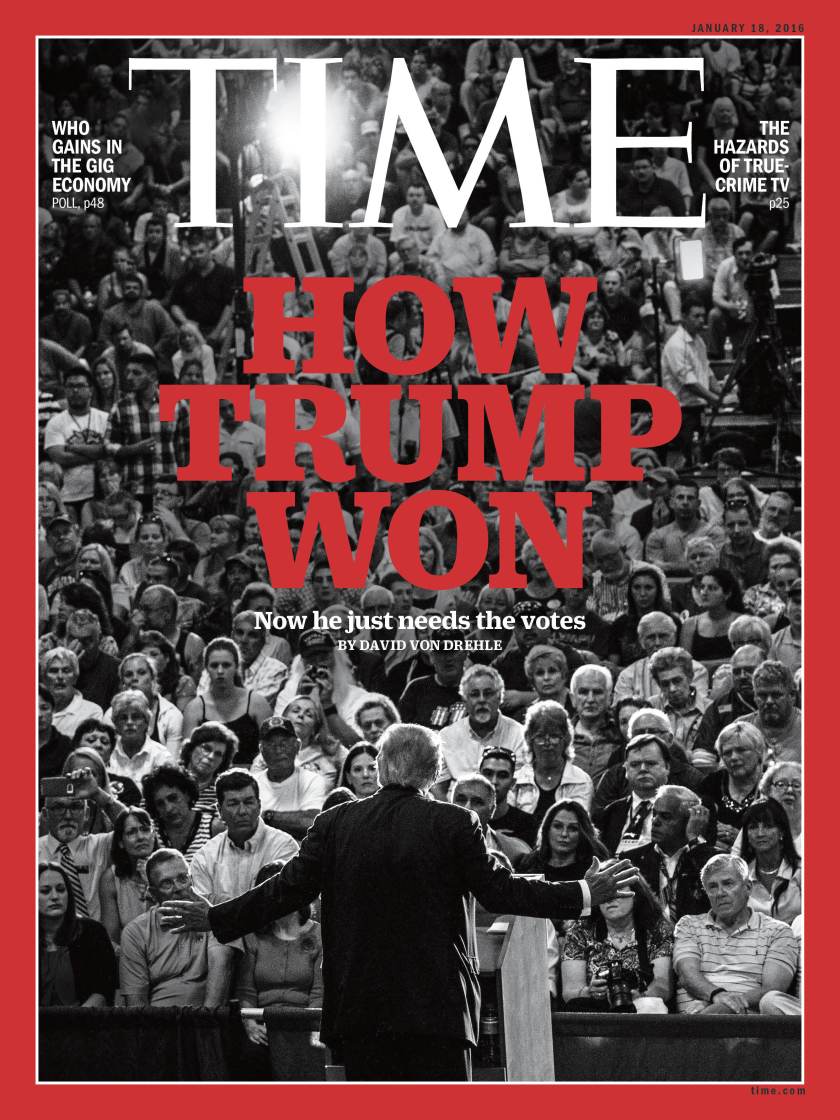 JANUARY 18, 2016
TIME
WHO
GAINS IN
THE GIG
ECONOMY
POLL, p48
THE
HAZARDS
OF TRUE-
CRIME TV
p25
HOW
TRUMP
WON
Now he just needs the votes
BY DAVID VON DREHLE
time.com